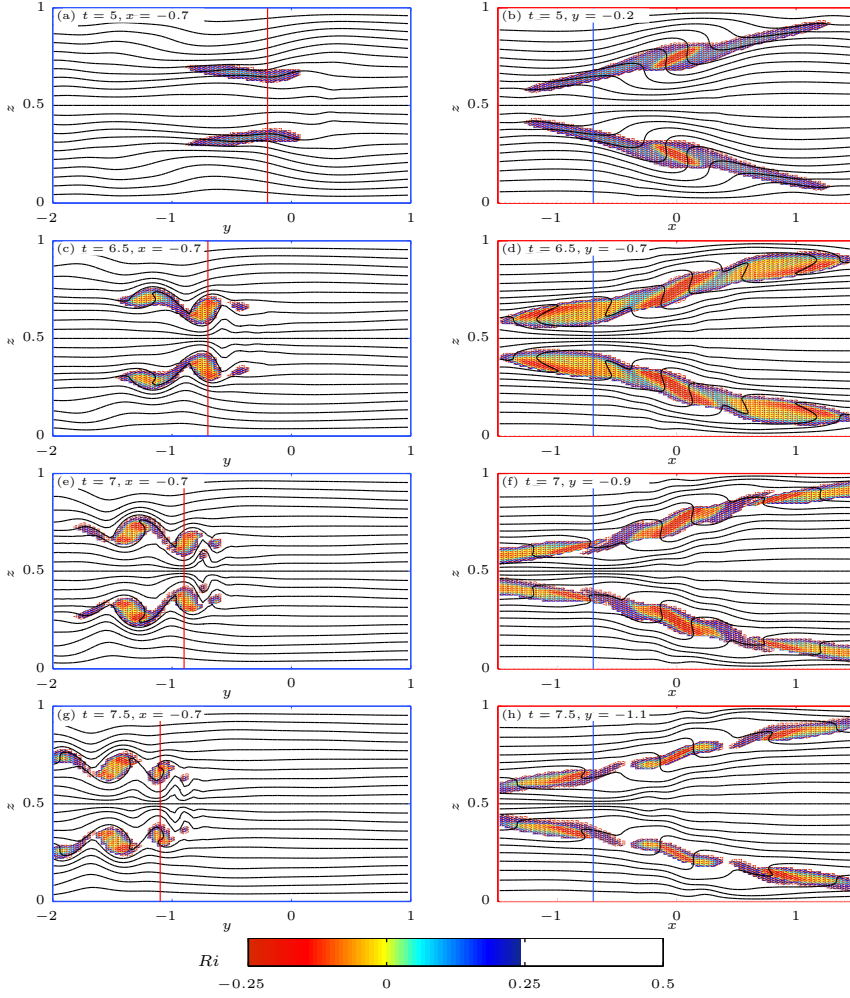 (a) t = 5, x = −0.7
(b) t = 5, y = −0.2
1
0.5
0
z
−2
−1
0
1
y
1
0.5
0
z
−1
0
1
x
(c) t = 6.5, x = −0.7
(d) t = 6.5, y = −0.7
1
0.5
0
z
−2
−1
0
1
y
1
0.5
0
z
−1
0
1
x
(e) t = 7, x = −0.7
(f) t = 7, y = −0.9
1
0.5
0
z
−2
−1
0
1
y
1
0.5
0
z
−1
0
1
x
(g) t = 7.5, x = −0.7
(h) t = 7.5, y = −1.1
1
0.5
0
z
−2
−1
0
1
y
1
0.5
0
z
−1
0
1
x
Ri
−0.25
0
0.25
0.5